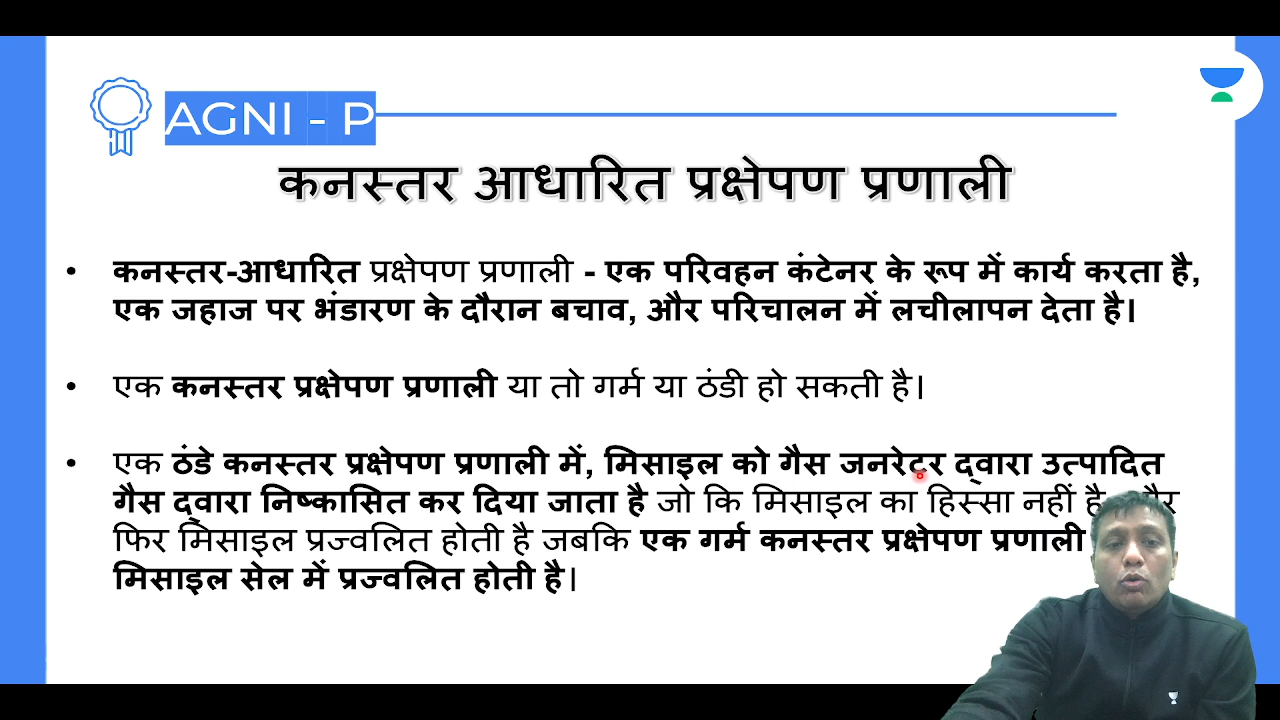 AGNI - P
कनस्तर आधारित प्रक्षेपण प्रणाली
• कनस्तर-आधारित प्रक्षेपण प्रणाली - एक परिवहन कंटेनर के रूप में कार्य करता है,
एक जहाज पर भंडारण के दौरान बचाव, और परिचालन में लचीलापन देता है।
• एक कनस्तर प्रक्षेपण प्रणाली या तो गर्म या ठंडी हो सकती है।
• एक ठंडे कनस्तर प्रक्षेपण प्रणाली में, मिसाइल को गैस जनरेटर द्वारा उत्पादित
गैस द्वारा निष्कासित कर दिया जाता है जो कि मिसाइल का हिस्सा नहीं है
फिर मिसाइल प्रज्वलित होती है जबकि एक गर्म कनस्तर प्रक्षेपण प्रणाली
मिसाइल सेल में प्रज्वलित होती है।